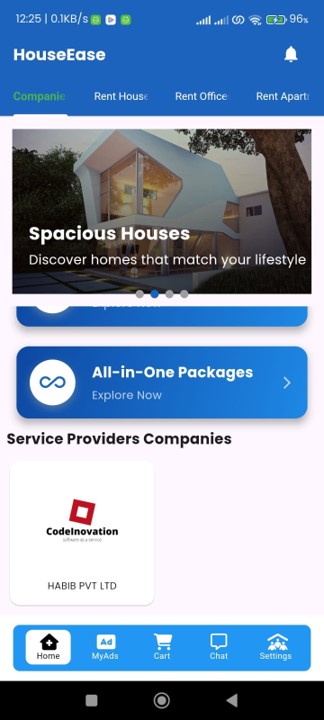 12:25 | 0.1KB/s
96%
HouseEase
Companie
Rent House
Rent Office
Rent Apart
Spacious Houses
Discover homes that match your lifestyle
Explore Now
All-in-One Packages
Explore Now
Service Providers Companies
CodeInovation
software as a service
HABIB PVT LTD
Ad
Home
MyAds
Cart
Chat
Settings